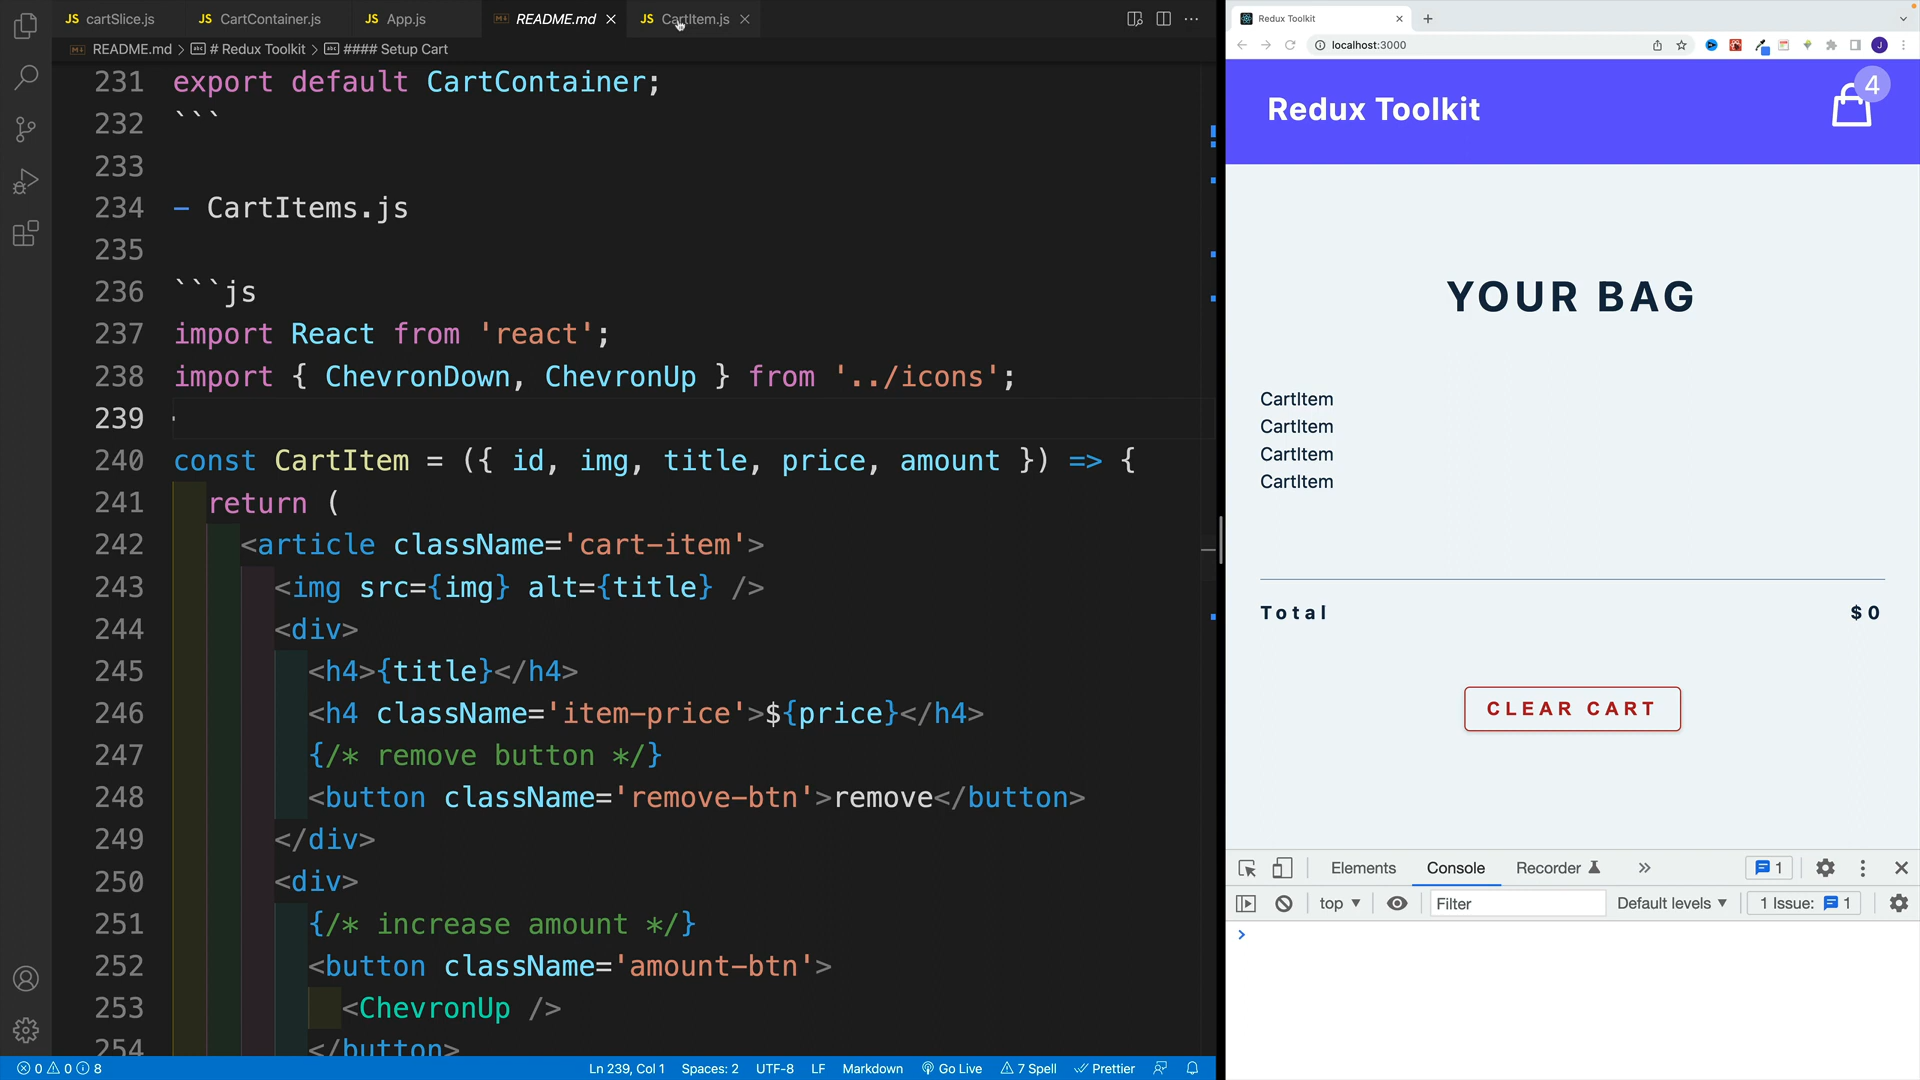 JS cartSlice.js JS CartContainer.js JS App.js README.md JS CartItem.js
README.md > # Redux Toolkit > #### Setup Cart
231 export default CartContainer;
232 ```
233
234 - CartItems.js
235
236 ```js
237 import React from 'react';
238 import { ChevronDown, ChevronUp } from '../icons';
239
240 const CartItem = ({ id, img, title, price, amount }) => {
241 return (
242 <article className='cart-item'>
243 <img src={img} alt={title} />
244 <div>
245 <h4>{title}</h4>
246 <h4 className='item-price'>${price}</h4>
247 {/* remove button */}
248 <button className='remove-btn'>remove</button>
249 </div>
250 <div>
251 {/* increase amount */}
252 <button className='amount-btn'>
253 <ChevronUp />
254 </button>
0 0 8 Ln 239, Col 1 Spaces: 2 UTF-8 LF Markdown Go Live 7 Spell Prettier
Redux Toolkit
localhost:3000 J
Redux Toolkit 4
YOUR BAG
CartItem
CartItem
CartItem
CartItem
Total $0
CLEAR CART
Elements Console Recorder 1
top Filter Default levels 1 Issue: 1